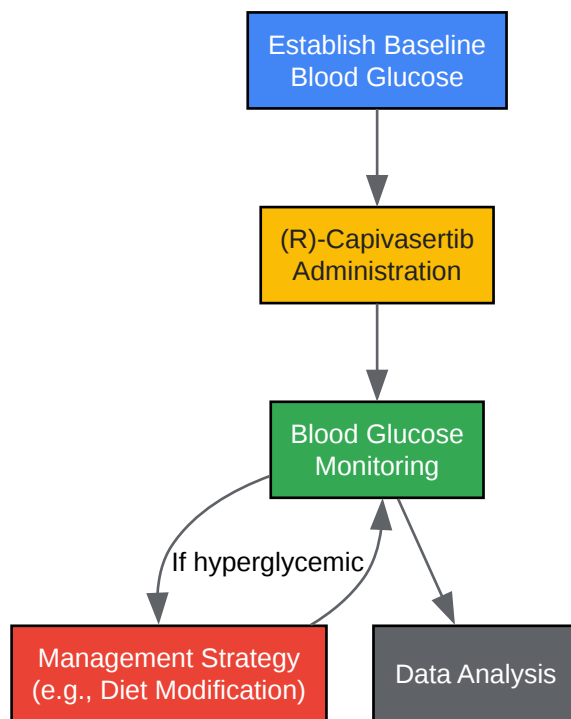 Establish Baseline
Blood Glucose
(R)-Capivasertib
Administration
Blood Glucose
Monitoring
If hyperglycemic
Management Strategy
(e.g., Diet Modification)
Data Analysis